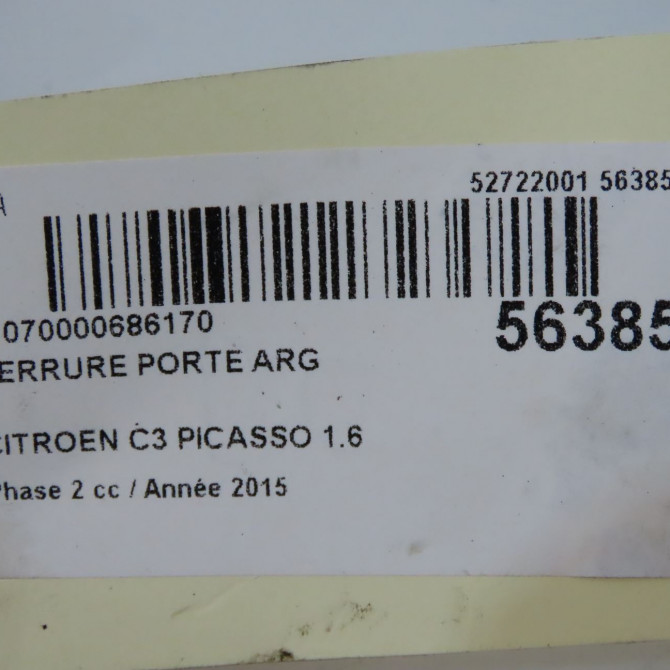 52722001 56385
070000686170
56385
ERRURE PORTE ARG
CITROEN C3 PICASSO 1.6
Phase 2 cc / Année 2015